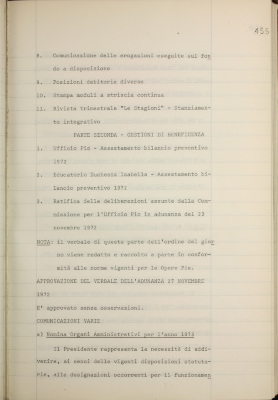 455
8. Comunicazione delle erogazioni eseguite sul fon
do a disposizione
9. Posizioni debitorie diverse
10. Stampa moduli a striscia continua
11. Rivista trimestrale "Le Stagioni" - Stanziamen-
to integrativo
PARTE SECONDA - GESTIONI DI BENEFICENZA
1. Ufficio Pio - Assestamento bilancio preventivo
1972
2. Educatorio Duchessa Isabella - Assestamento bi-
lancio preventivo 1971
3. Ratifica delle deliberazioni assunte dalla Com-
missione per l'Ufficio Pio in adunanza del 23
novembre 1972
NOTA: il verbale di questa parte dell'ordine del gior
no viene redatto e raccolto a parte in confor-
mità alle norme vigenti per le Opere Pie.
APPROVAZIONE DEL VERBALE DELL'ADUNANZA 27 NOVEMBRE
1972
E' approvato senza osservazioni.
COMUNICAZIONI VARIE
a) Nomina Organi Amministrativi per l'anno 1973
Il Presidente rappresenta la necessità di addi-
venire, ai sensi delle vigenti disposizioni statuta-
rie, alle designazioni occorrenti per il funzionamen